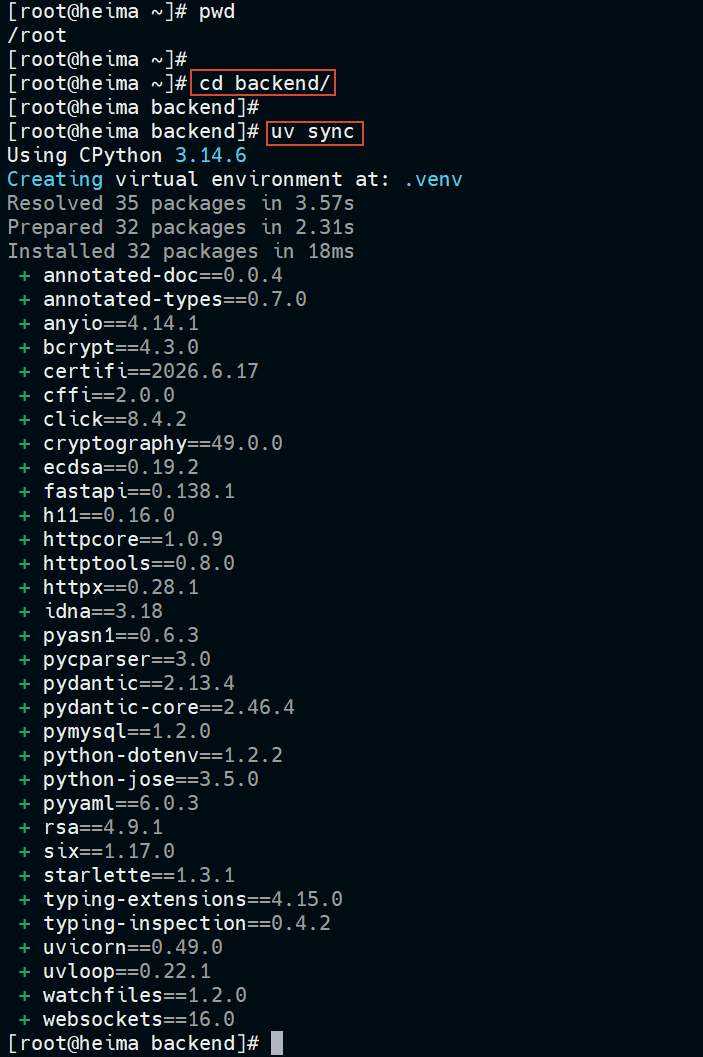 [root@heima ~]# pwd
/root
[root@heima ~]#
[root@heima ~]# cd backend/
[root@heima backend]#
[root@heima backend]# uv sync
Using CPython 3.14.6
Creating virtual environment at: .venv
Resolved 35 packages in 3.57s
Prepared 32 packages in 2.31s
Installed 32 packages in 18ms
 + annotated-doc==0.0.4
 + annotated-types==0.7.0
 + anyio==4.14.1
 + bcrypt==4.3.0
 + certifi==2026.6.17
 + cffi==2.0.0
 + click==8.4.2
 + cryptography==49.0.0
 + ecdsa==0.19.2
 + fastapi==0.138.1
 + h11==0.16.0
 + httpcore==1.0.9
 + httptools==0.8.0
 + httpx==0.28.1
 + idna==3.18
 + pyasn1==0.6.3
 + pycparser==3.0
 + pydantic==2.13.4
 + pydantic-core==2.46.4
 + pymysql==1.2.0
 + python-dotenv==1.2.2
 + python-jose==3.5.0
 + pyyaml==6.0.3
 + rsa==4.9.1
 + six==1.17.0
 + starlette==1.3.1
 + typing-extensions==4.15.0
 + typing-inspection==0.4.2
 + uvicorn==0.49.0
 + uvloop==0.22.1
 + watchfiles==1.2.0
 + websockets==16.0
[root@heima backend]#